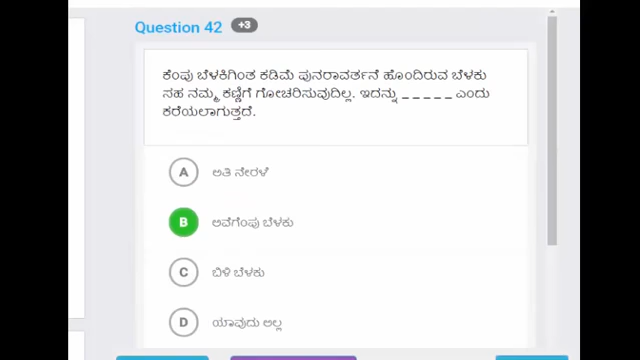 Question 42 +3
ಕೆಂಪು ಬೆಳಕಿಗಿಂತ ಕಡಿಮೆ ಪುನರಾವರ್ತನೆ ಹೊಂದಿರುವ ಬೆಳಕು
ಸಹ ನಮ್ಮ ಕಣ್ಣಿಗೆ ಗೋಚರಿಸುವುದಿಲ್ಲ. ಇದನ್ನು _ _ _ _ _ ಎಂದು
ಕರೆಯಲಾಗುತ್ತದೆ.
A ಅತಿ ನೇರಳೆ
B ಅವೆಗೆಂಪು ಬೆಳಕು
C ಬಿಳಿ ಬೆಳಕು
D ಯಾವುದು ಅಲ್ಲ